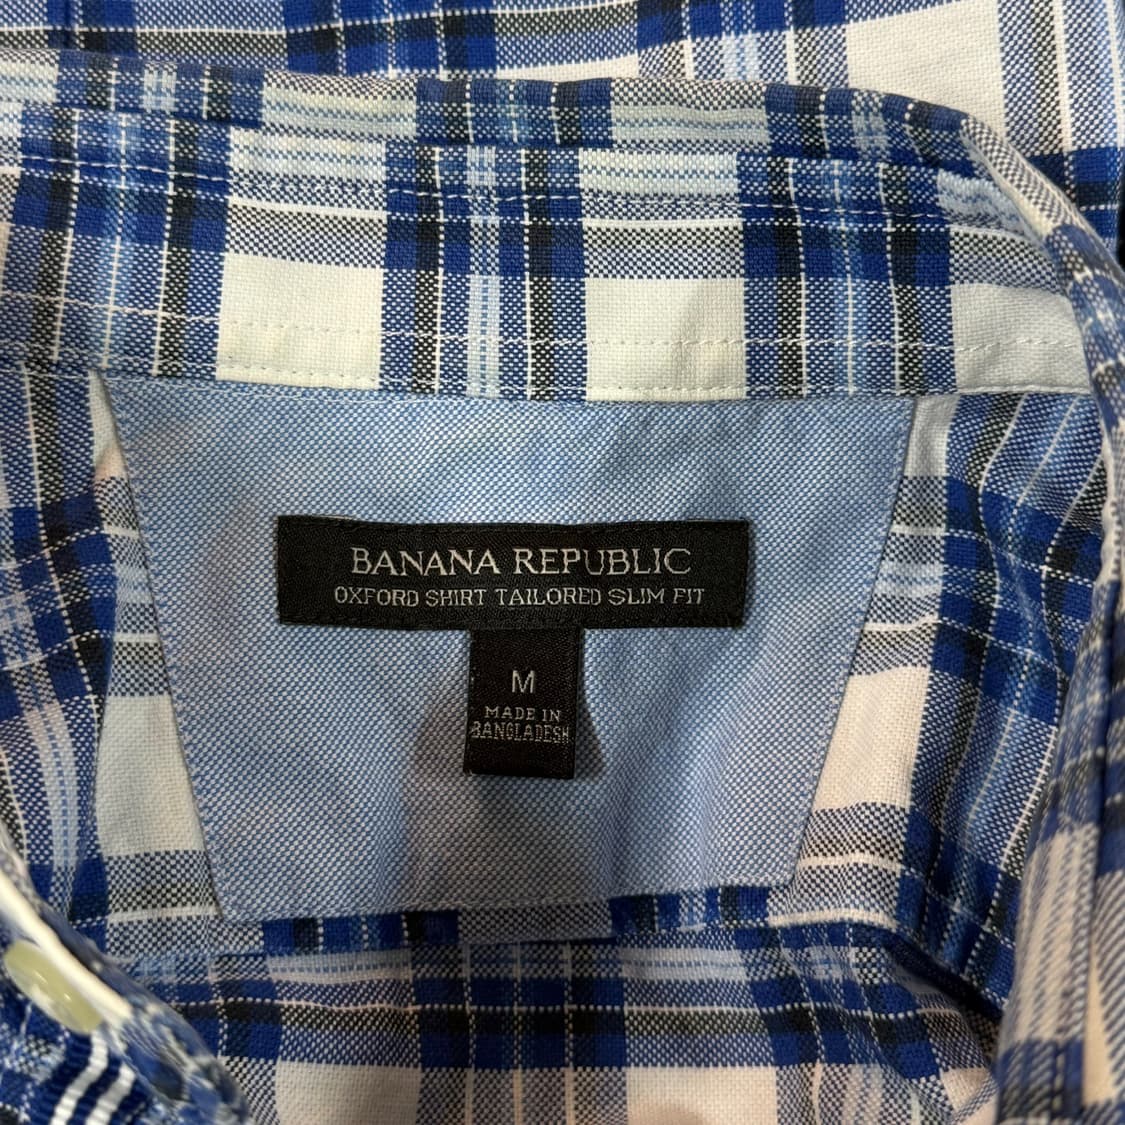 BANANA REPUBLIC
OXFORD SHIRT TAILORED SLIM FIT
M
MADE IN
BANGLADESH